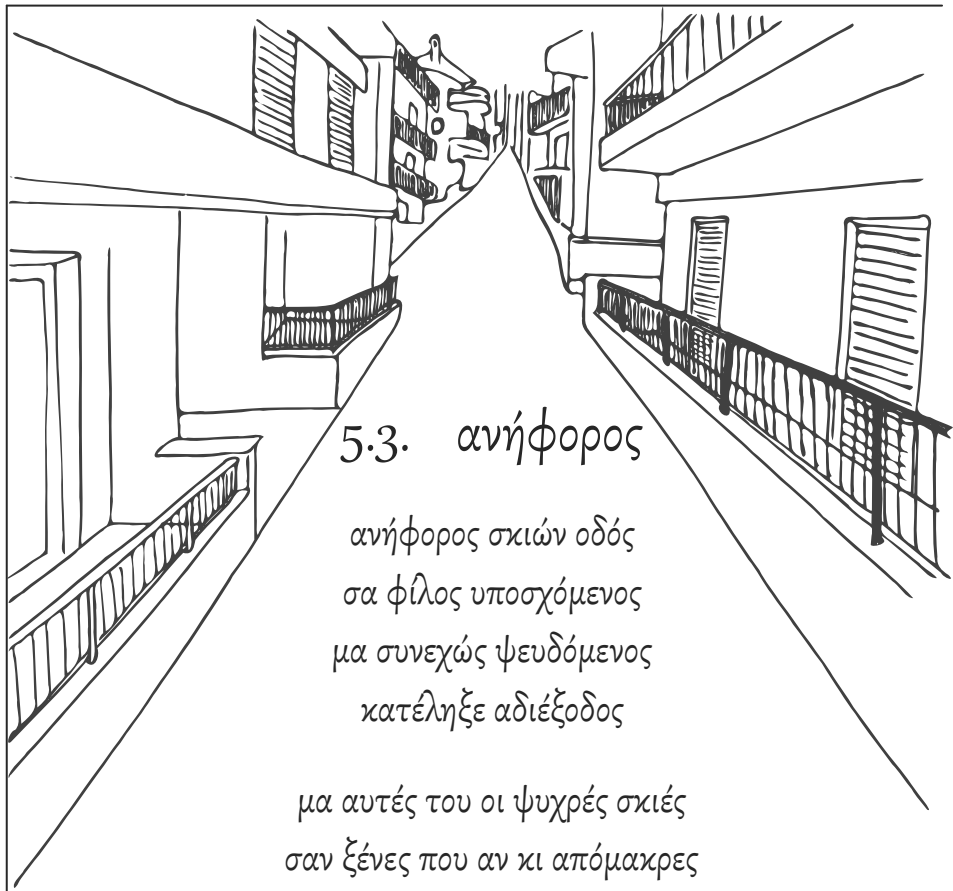 5.3. ανήφορος
ανήφορος σκιών οδός
σα φίλος υποσχόμενος
μα συνεχώς ψευδόμενος
κατέληξε αδιέξοδος
μα αυτές του οι ψυχρές σκιές
σαν ξένες που αν κι απόμακρες